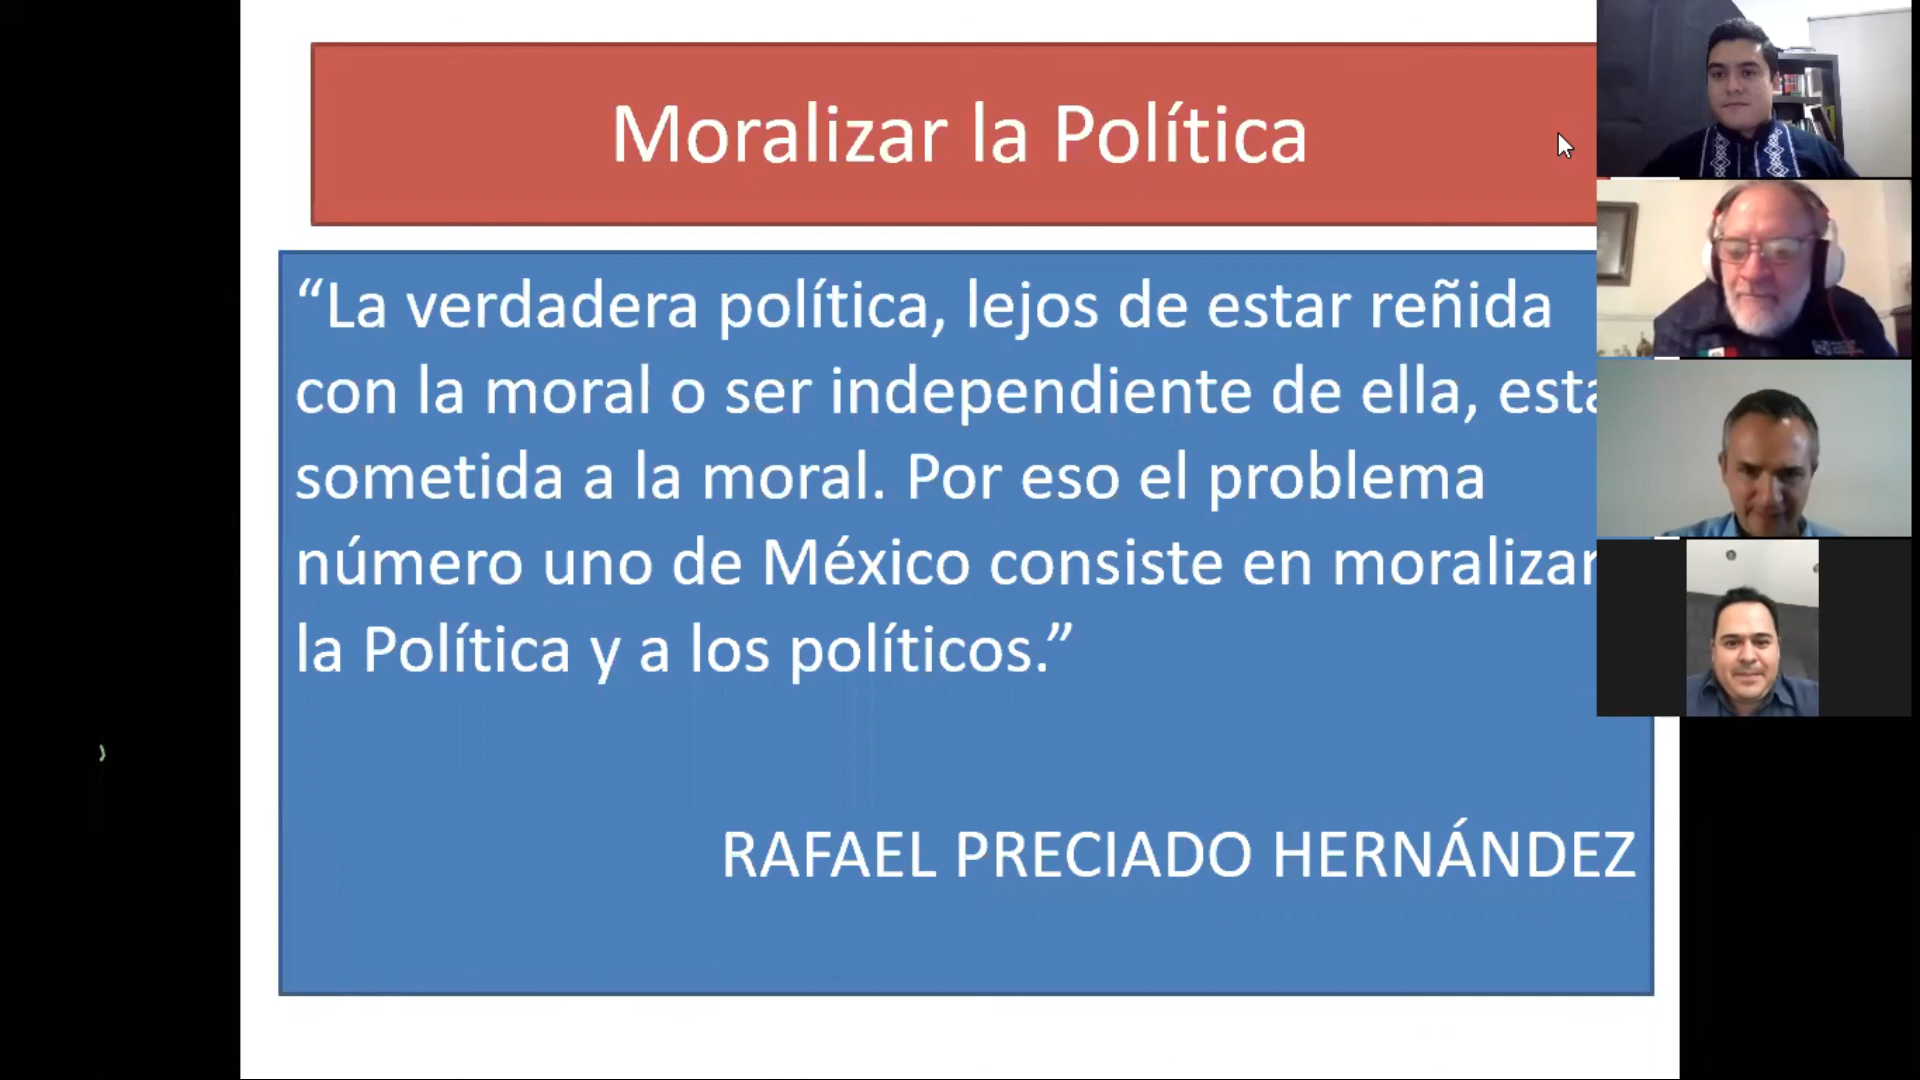 Moralizar la Política
“La verdadera política, lejos de estar reñida
con la moral o ser independiente de ella, esta
sometida a la moral. Por eso el problema
número uno de México consiste en moralizar
la Política y a los políticos.”
RAFAEL PRECIADO HERNÁNDEZ